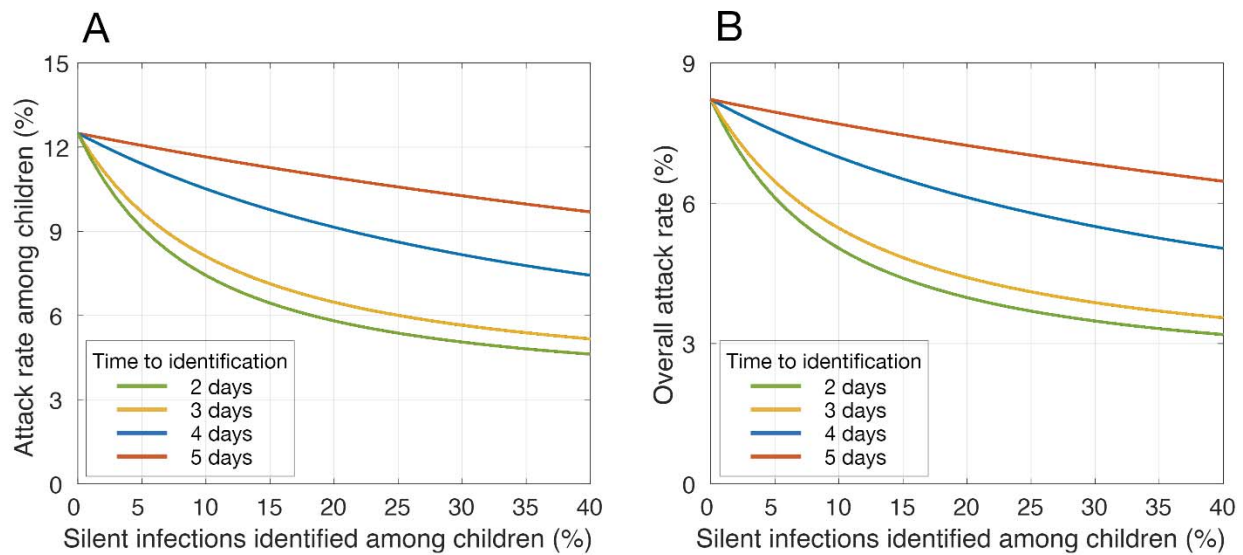 A
Attack rate among children (%)
15
12
9
6
3
0
Time to identification
2 days
3 days
4 days
5 days
0 5 10 15 20 25 30 35 40
Silent infections identified among children (%)
B
Overall attack rate (%)
9
6
3
0
Time to identification
2 days
3 days
4 days
5 days
0 5 10 15 20 25 30 35 40
Silent infections identified among children (%)